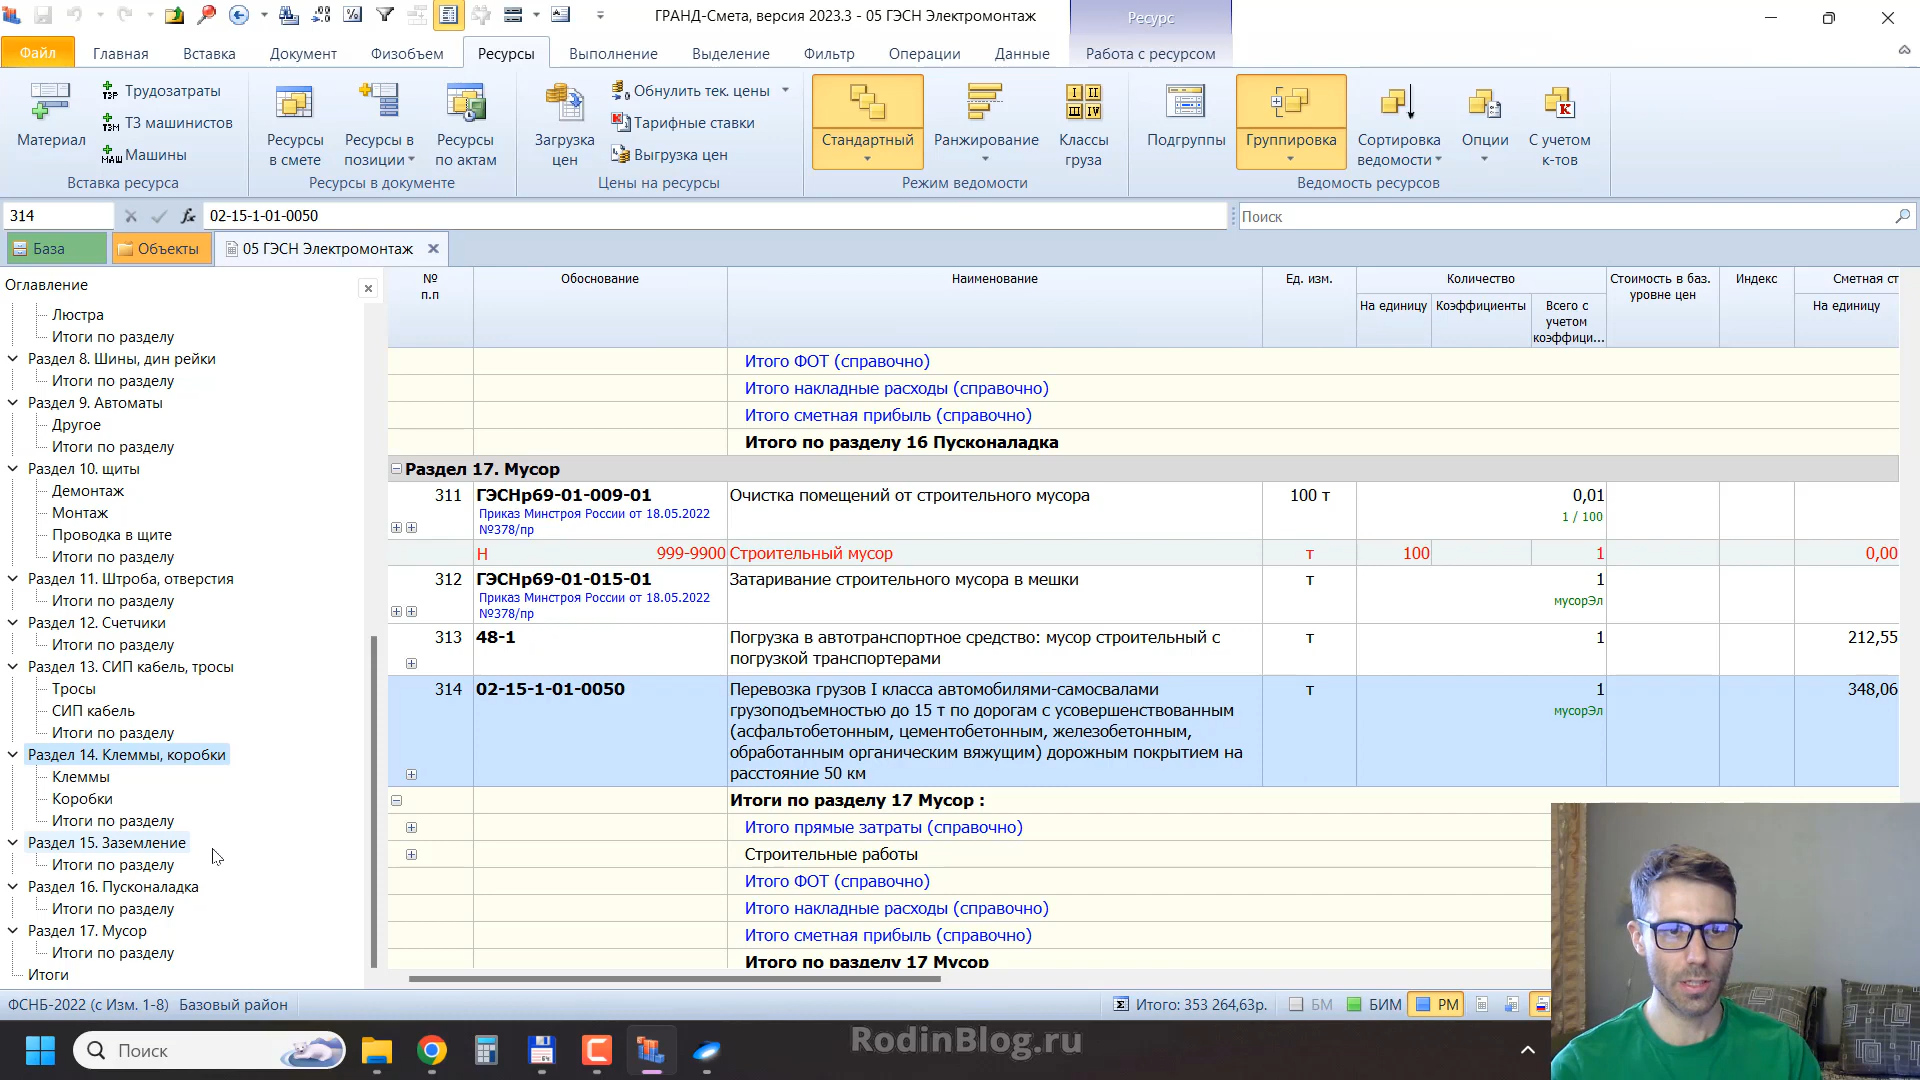 ГРАНД-Смета, версия 2023.3 - 05 ГЭСН Электромонтаж
Ресурс
Файл
Главная
Вставка
Документ
Физобъем
Ресурсы
Выполнение
Выделение
Фильтр
Операции
Данные
Работа с ресурсом
Материал
Трудозатраты
ТЗ машинистов
Машины
Вставка ресурса
Ресурсы в смете
Ресурсы в позиции
Ресурсы по актам
Ресурсы в документе
Загрузка цен
Обнулить тек. цены
Тарифные ставки
Выгрузка цен
Цены на ресурсы
Стандартный
Ранжирование
Классы груза
Режим ведомости
Подгруппы
Группировка
Сортировка ведомости
Опции
С учетом к-тов
Ведомость ресурсов
314
02-15-1-01-0050
Поиск
База
Объекты
05 ГЭСН Электромонтаж
Оглавление
Люстра
Итоги по разделу
Раздел 8. Шины, дин рейки
Итоги по разделу
Раздел 9. Автоматы
Другое
Итоги по разделу
Раздел 10. щиты
Демонтаж
Монтаж
Проводка в щите
Итоги по разделу
Раздел 11. Штроба, отверстия
Итоги по разделу
Раздел 12. Счетчики
Итоги по разделу
Раздел 13. СИП кабель, тросы
Тросы
СИП кабель
Итоги по разделу
Раздел 14. Клеммы, коробки
Клеммы
Коробки
Итоги по разделу
Раздел 15. Заземление
Итоги по разделу
Раздел 16. Пусконаладка
Итоги по разделу
Раздел 17. Мусор
Итоги по разделу
Итоги
№ п.п
Обоснование
Наименование
Ед. изм.
Количество
На единицу
Коэффициенты
Всего с учетом коэффици...
Стоимость в баз. уровне цен
Индекс
Сметная ст
На единицу
Итого ФОТ (справочно)
Итого накладные расходы (справочно)
Итого сметная прибыль (справочно)
Итого по разделу 16 Пусконаладка
Раздел 17. Мусор
311 ГЭСНр69-01-009-01 Очистка помещений от строительного мусора 100 т 0,01
Приказ Минстроя России от 18.05.2022 1 / 100
№378/пр
Н 999-9900 Строительный мусор т 100 1 0,00
312 ГЭСНр69-01-015-01 Затаривание строительного мусора в мешки т 1
Приказ Минстроя России от 18.05.2022 мусорЭл
№378/пр
313 48-1 Погрузка в автотранспортное средство: мусор строительный с т 1 212,55
погрузкой транспортерами
314 02-15-1-01-0050 Перевозка грузов I класса автомобилями-самосвалами т 1 348,06
грузоподъемностью до 15 т по дорогам с усовершенствованным мусорЭл
(асфальтобетонным, цементобетонным, железобетонным,
обработанным органическим вяжущим) дорожным покрытием на
расстояние 50 км
Итоги по разделу 17 Мусор :
Итого прямые затраты (справочно)
Строительные работы
Итого ФОТ (справочно)
Итого накладные расходы (справочно)
Итого сметная прибыль (справочно)
Итого по разделу 17 Мусор
ФСНБ-2022 (с Изм. 1-8) Базовый район
Итого: 353 264,63р.
БМ
БИМ
РМ
Поиск
RodinBlog.ru